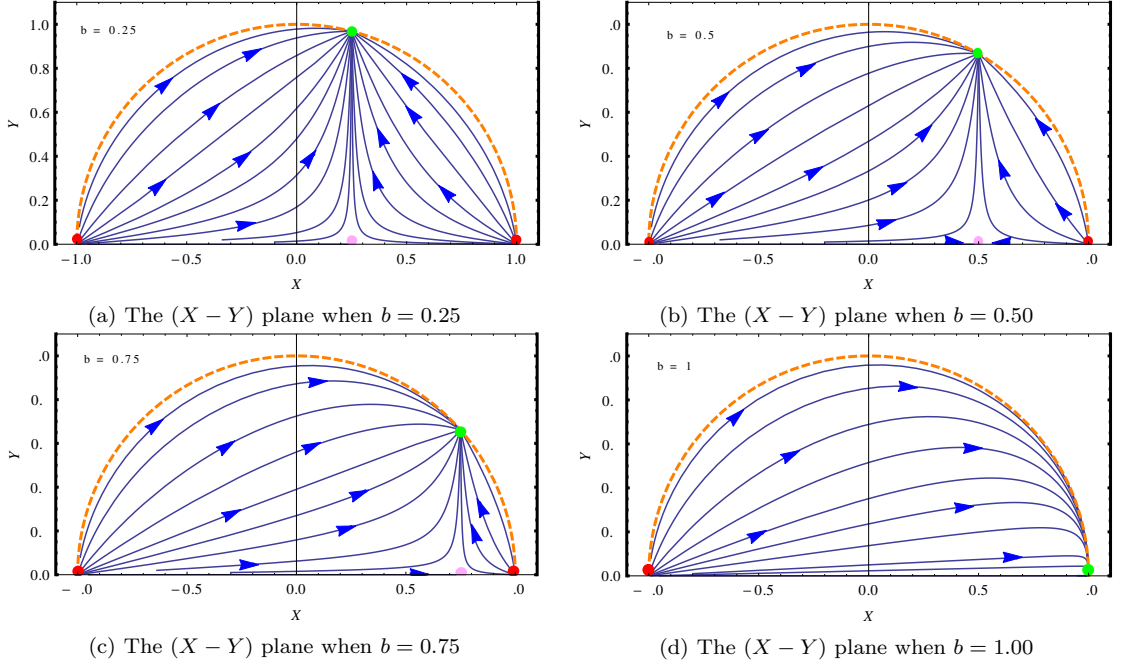 b = 0.25
1.0
0.8
0.6
0.4
0.2
0.0
Y
-1.0 -0.5 0.0 0.5 1.0
X
(a) The (X − Y) plane when b = 0.25
b = 0.5
1.0
0.
0.
0.
0.
0.0
Y
- .0 -0.5 0.0 0.5 .0
X
(b) The (X − Y) plane when b = 0.50
b = 0.75
.0
0.
0.
0.
0.
0.0
Y
- .0 -0.5 0.0 0.5 .0
X
(c) The (X − Y) plane when b = 0.75
b = 1
.0
0.
0.
0.
0.
0.0
Y
- .0 -0.5 0.0 0.5 .0
X
(d) The (X − Y) plane when b = 1.00